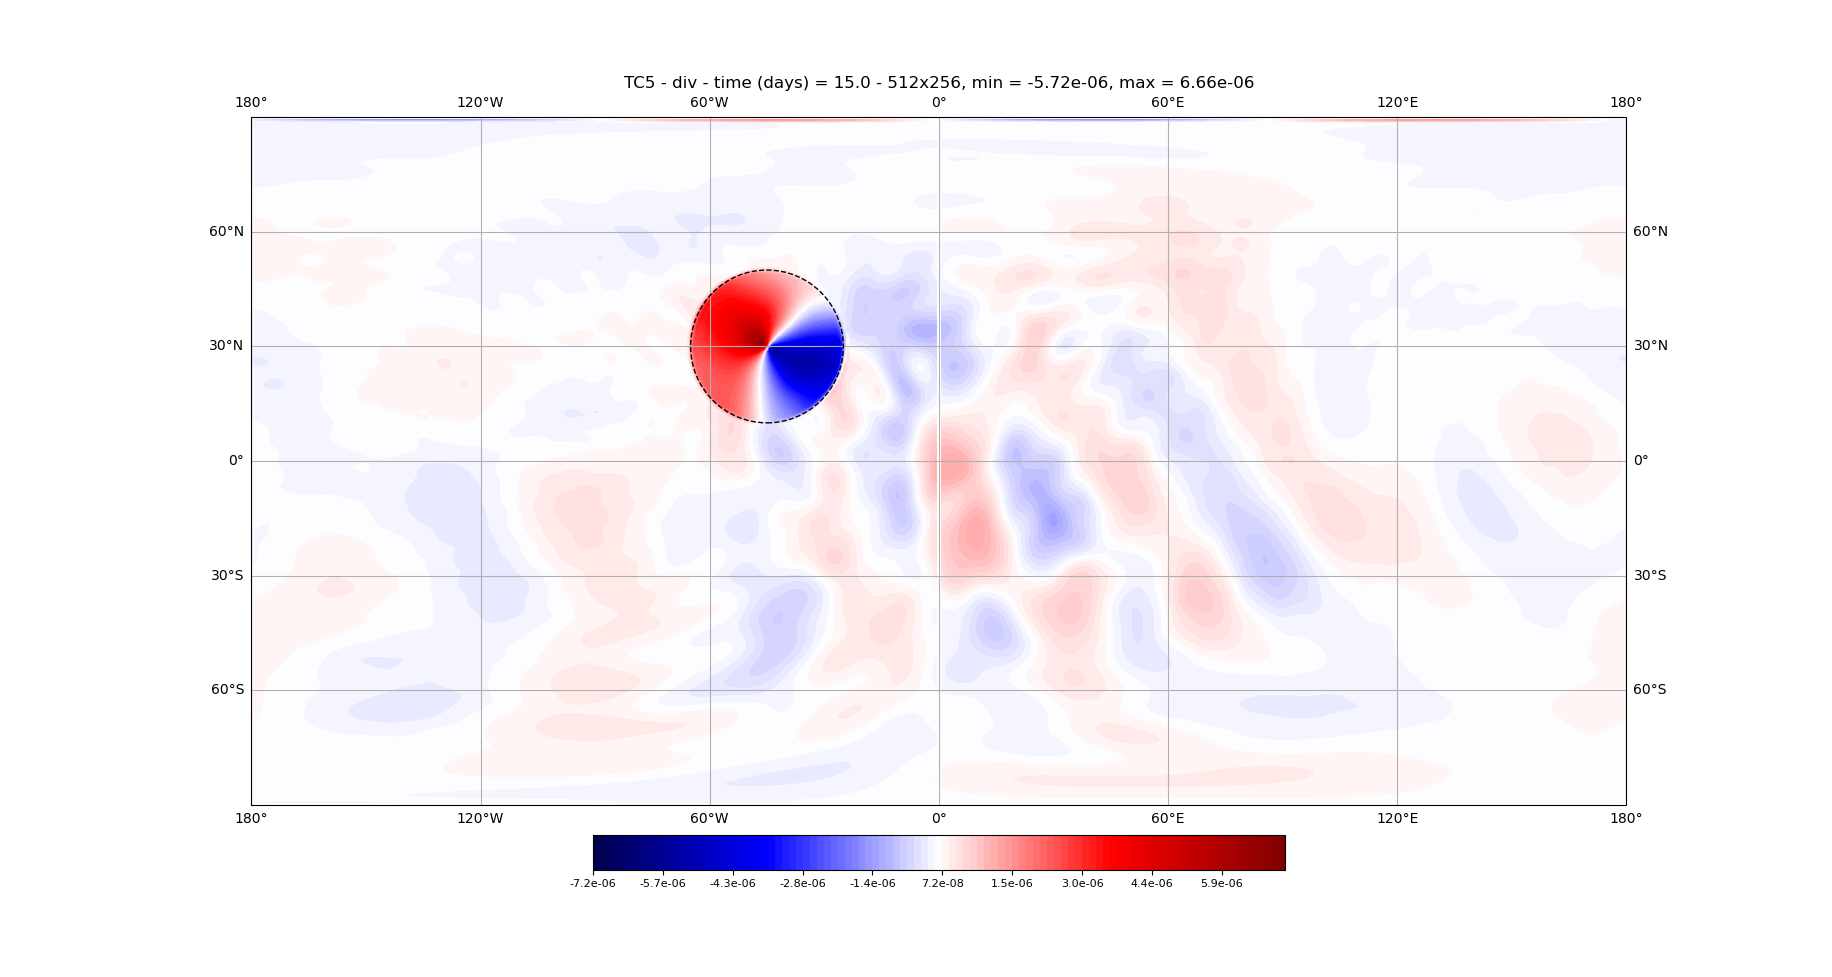 TC5 - div - time (days) = 15.0 - 512x256, min = -5.72e-06, max = 6.66e-06
180° 120°W 60°W 0° 60°E 120°E 180°
60°N 60°N
30°N 30°N
0° 0°
30°S 30°S
60°S 60°S
180° 120°W 60°W 0° 60°E 120°E 180°
-7.2e-06 -5.7e-06 -4.3e-06 -2.8e-06 -1.4e-06 7.2e-08 1.5e-06 3.0e-06 4.4e-06 5.9e-06